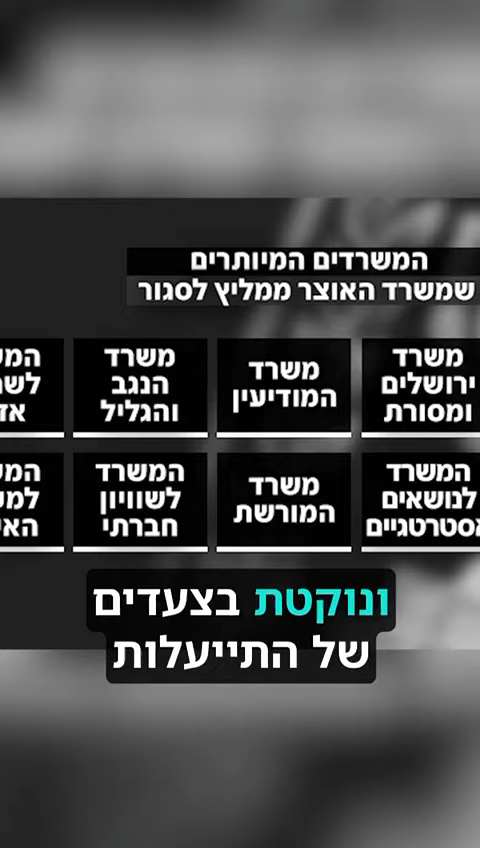 המשרדים המיותרים
שמשרד האוצר ממליץ לסגור
משרד
ירושלים
ומסורת
משרד
המודיעין
משרד
הנגב
והגליל
המשרד
לנושאים
אסטרטגיים
משרד
המורשת
המשרד
לשוויון
חברתי
ונוקטת בצעדים
של התייעלות